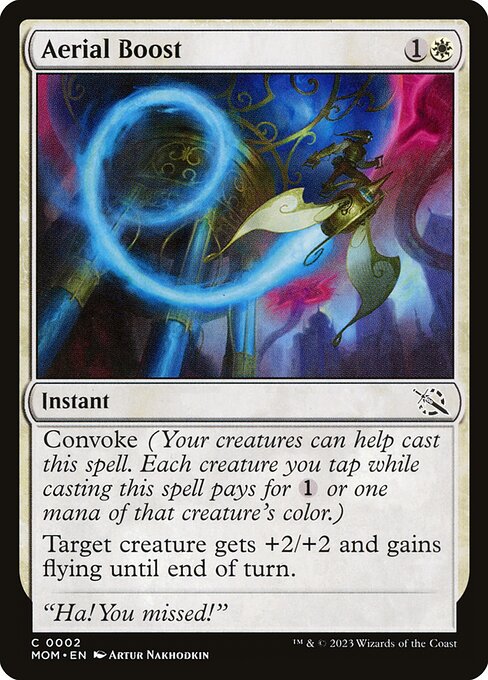 Aerial Boost 1
Instant
Convoke (Your creatures can help cast
this spell. Each creature you tap while
casting this spell pays for 1 or one
mana of that creature's color.)
Target creature gets +2/+2 and gains
flying until end of turn.
“Ha! You missed!”
C 0002
MOM • EN Artur Nakhodkin
™ & © 2023 Wizards of the Coast